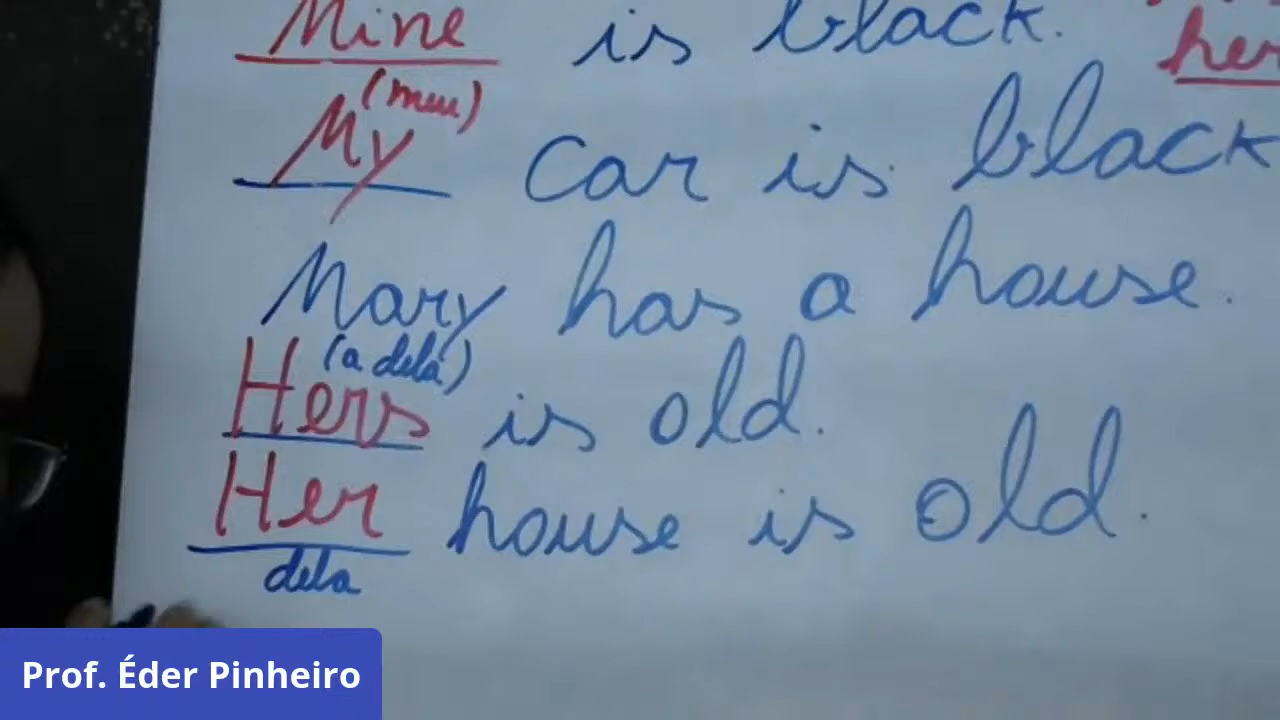 Mine is black.
her
(meu)
My car is black
Mary has a house.
(a dela)
Hers is old.
Her house is old.
dela
Prof. Éder Pinheiro